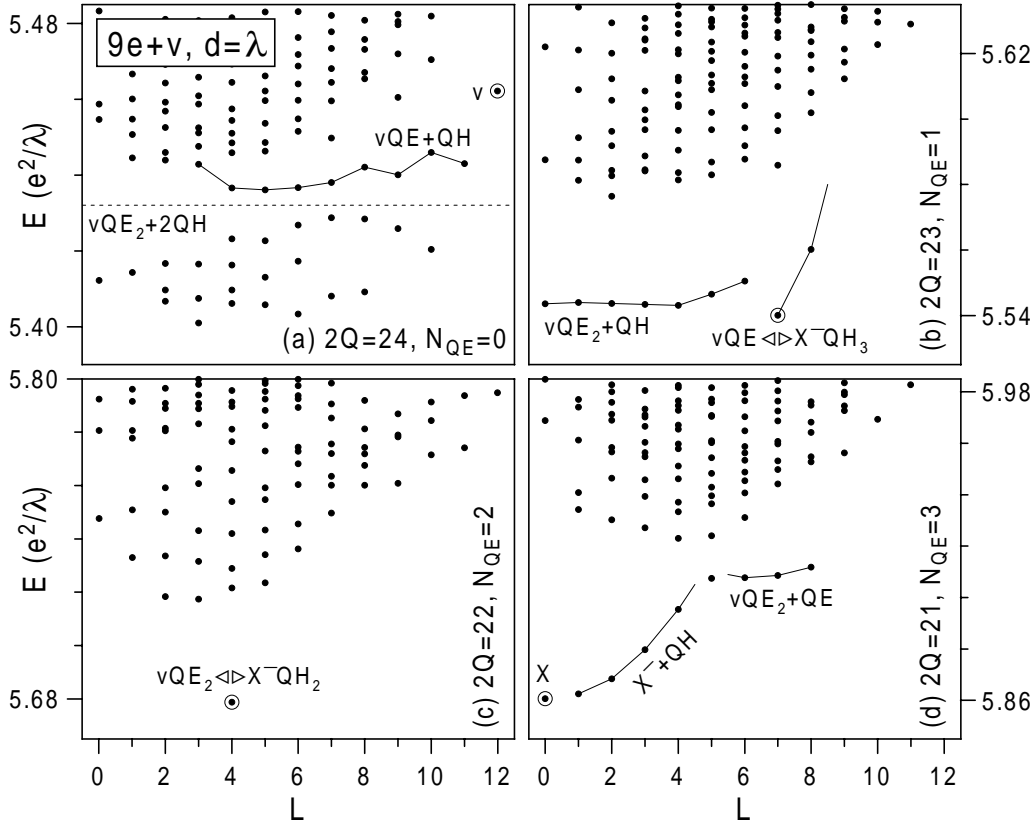 5.48
9e+v, d=λ
v
vQE+QH
E (e²/λ)
vQE₂+2QH
5.40
(a) 2Q=24, N_QE=0
5.62
vQE₂+QH
vQE ◁▷ X⁻QH₃
5.54
(b) 2Q=23, N_QE=1
5.80
E (e²/λ)
vQE₂ ◁▷ X⁻QH₂
5.68
(c) 2Q=22, N_QE=2
0 2 4 6 8 10 12
L
5.98
vQE₂+QE
X⁻+QH
X
5.86
(d) 2Q=21, N_QE=3
0 2 4 6 8 10 12
L